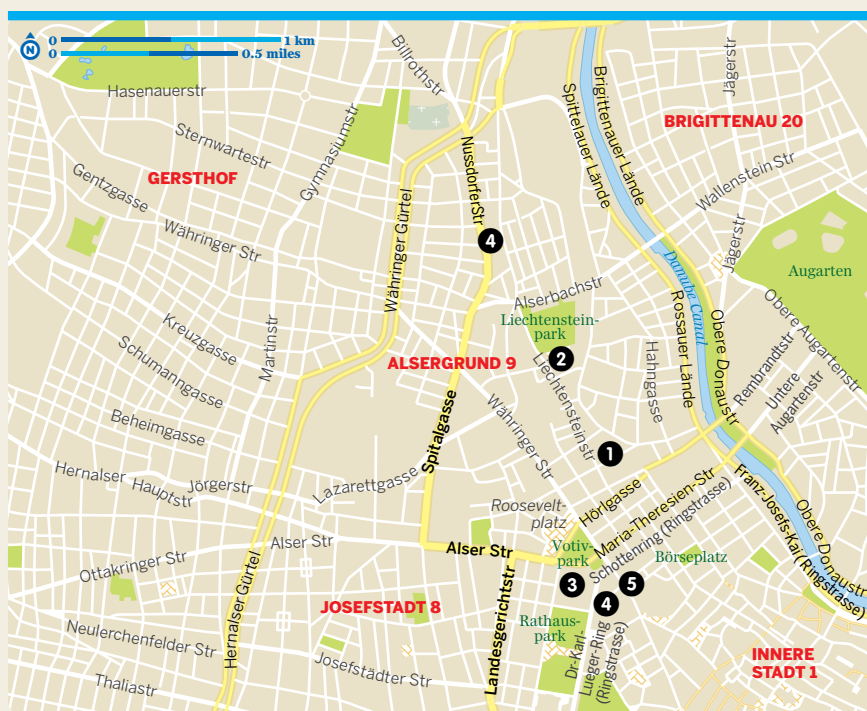 0 1 km
N
0 0.5 miles
Billrothstr
Jägerstr
Hasenauerstr
Spittelauer Lände
Brigittenauer Lände
BRIGITTENAU 20
Sternwartestr
Gymnasiumstr
Nussdorfer Str
GERSTHOF
Gentzgasse
Währinger Gürtel
Wallenstein Str
Währinger Str
4
Jägerstr
Augarten
Danube Canal
Alserbachstr
Liechtenstein-
park
Rossauer Lände
Obere Donaustr
Obere Augartenstr
Kreuzgasse
Martinstr
Schumanngasse
ALSERGRUND 9
2
Liechtensteinstr
Hahngasse
Rembrandtstr
Untere
Augartenstr
Spitalgasse
Währinger Str
Beheimgasse
1
Hernalser
Hauptstr
Jörgerstr
Lazarettgasse
Roosevelt-
platz
Hörlgasse
Maria-Theresien-Str
Schottenring (Ringstrasse)
Franz-Josefs-Kai (Ringstrasse)
Obere Donaustr
Alser Str
Alser Str
Votiv-
park
Börseplatz
Ottakringer Str
Hernalser Gürtel
3
5
4
JOSEFSTADT 8
Landesgerichtstr
Rathaus-
park
Dr-Karl-
Lueger-Ring
(Ringstrasse)
Neulerchenfelder Str
Josefstädter Str
INNERE
STADT 1
Thaliastr